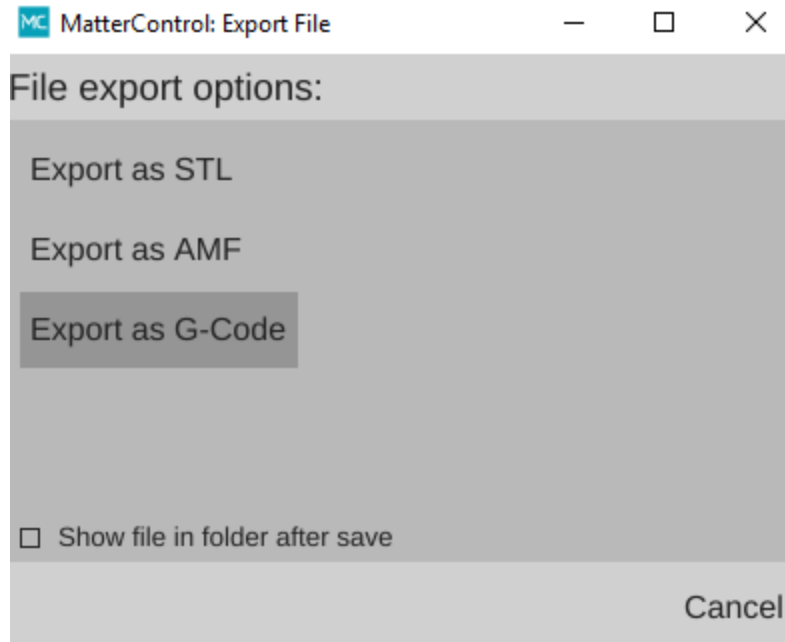 MC MatterControl: Export File
File export options:
Export as STL
Export as AMF
Export as G-Code
Show file in folder after save
Cancel